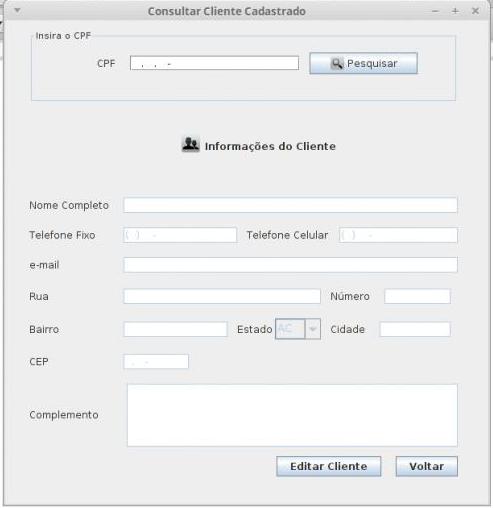 Consultar Cliente Cadastrado
Insira o CPF
CPF . . - Pesquisar
Informações do Cliente
Nome Completo
Telefone Fixo ( ) - Telefone Celular ( ) -
e-mail
Rua Número
Bairro Estado AC Cidade
CEP . -
Complemento
Editar Cliente Voltar